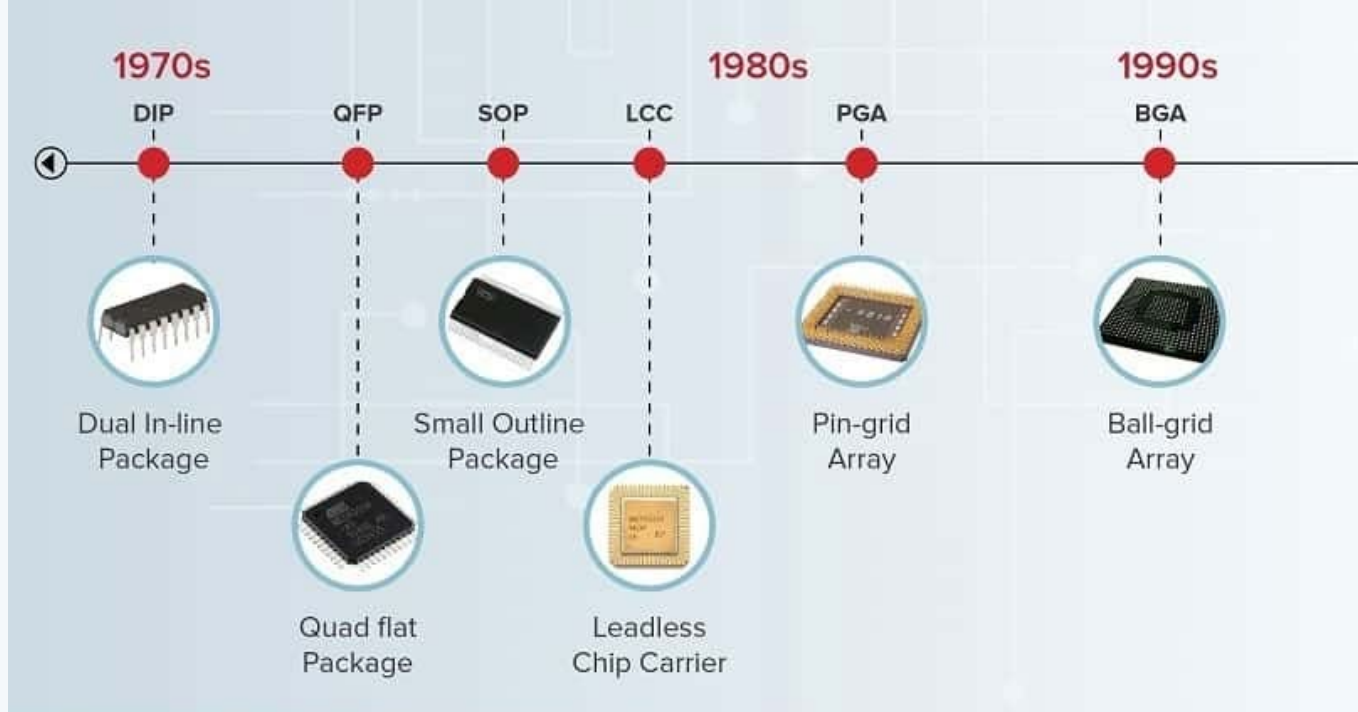 1970s
1980s
1990s
DIP
QFP
SOP
LCC
PGA
BGA
Dual In-line
Package
Small Outline
Package
Pin-grid
Array
Ball-grid
Array
Quad flat
Package
Leadless
Chip Carrier